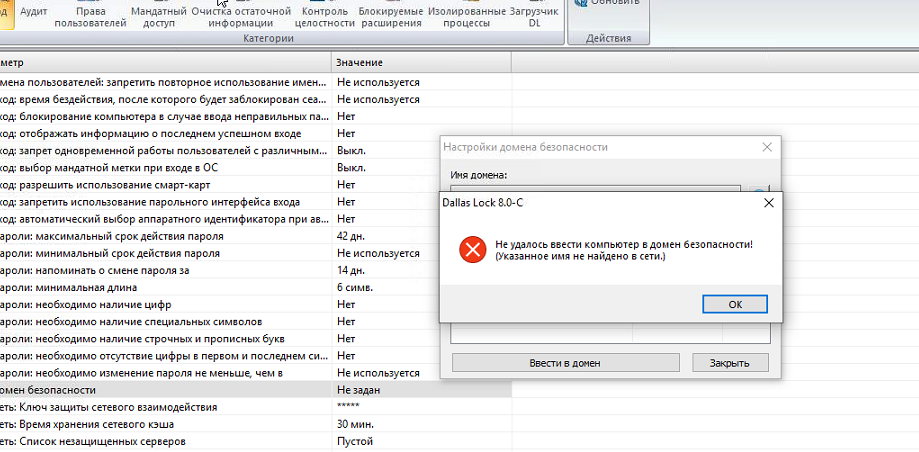 Аудит
Права пользователей
Мандатный доступ
Очистка остаточной информации
Контроль целостности
Блокируемые расширения
Изолированные процессы
Загрузчик DL
Обновить
Категории
Действия
метр Значение
мена пользователей: запретить повторное использование имен... Не используется
ход: время бездействия, после которого будет заблокирован сеа... Не используется
ход: блокирование компьютера в случае ввода неправильных па... Нет
ход: отображать информацию о последнем успешном входе Нет
ход: запрет одновременной работы пользователей с различным... Выкл.
ход: выбор мандатной метки при входе в ОС Выкл.
ход: разрешить использование смарт-карт Нет
ход: запретить использование парольного интерфейса входа Нет
ход: автоматический выбор аппаратного идентификатора при ав... Нет
ароли: максимальный срок действия пароля 42 дн.
ароли: минимальный срок действия пароля Не используется
ароли: напоминать о смене пароля за 14 дн.
ароли: минимальная длина 6 симв.
ароли: необходимо наличие цифр Нет
ароли: необходимо наличие специальных символов Нет
ароли: необходимо наличие строчных и прописных букв Нет
ароли: необходимо отсутствие цифры в первом и последнем си... Нет
ароли: необходимо изменение пароля не меньше, чем в Не используется
омен безопасности Не задан
еть: Ключ защиты сетевого взаимодействия *****
еть: Время хранения сетевого кэша 30 мин.
еть: Список незащищенных серверов Пустой
Настройки домена безопасности
Имя домена:
Dallas Lock 8.0-C
Не удалось ввести компьютер в домен безопасности!
(Указанное имя не найдено в сети.)
OK
Ввести в домен
Закрыть